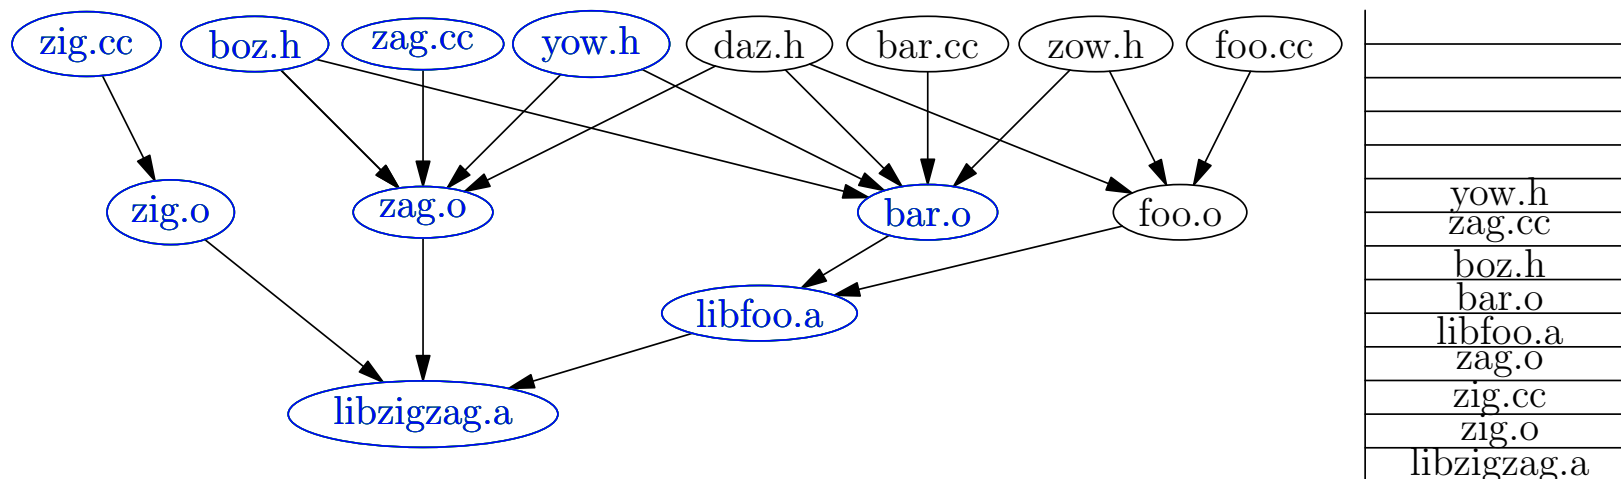 zig.cc boz.h zag.cc yow.h daz.h bar.cc zow.h foo.cc
zig.o zag.o bar.o foo.o
libfoo.a
libzigzag.a
yow.h
zag.cc
boz.h
bar.o
libfoo.a
zag.o
zig.cc
zig.o
libzigzag.a